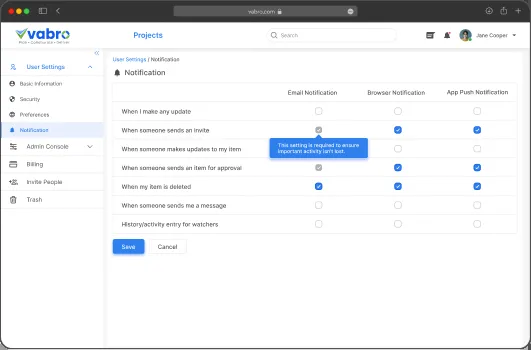 vabro.com
vabro
Projects
Search
Jane Cooper
User Settings
Basic Information
Security
Preferences
Notification
Admin Console
Billing
Invite People
Trash
User Settings / Notification
Notification
Email Notification Browser Notification App Push Notification
When I make any update
When someone sends an invite
This setting is required to ensure
important activity isn't lost.
When someone makes updates to my item
When someone sends an item for approval
When my item is deleted
When someone sends me a message
History/activity entry for watchers
Save Cancel